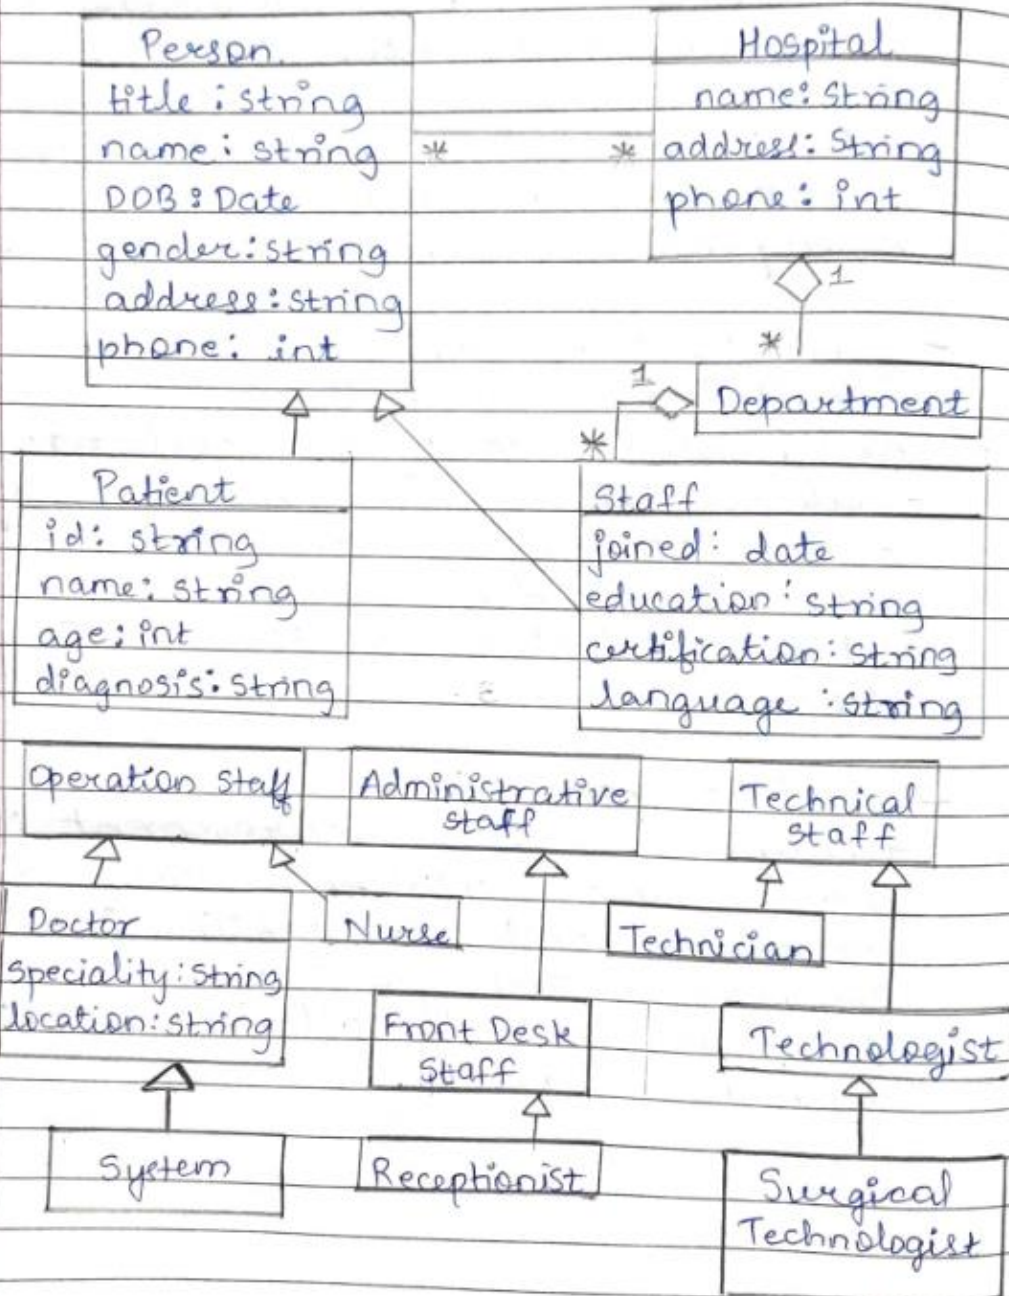 Person
title : string
name : string
DOB : Date
gender : string
address : string
phone : int
*
*
Hospital
name : String
address : String
phone : int
1
*
Department
1
*
Patient
id : string
name : string
age : int
diagnosis : string
Staff
joined : date
education : string
certification : string
language : string
Operation Staff
Administrative
staff
Technical
staff
Doctor
speciality : String
location : string
Nurse
Technician
Front Desk
Staff
Technologist
System
Receptionist
Surgical
Technologist